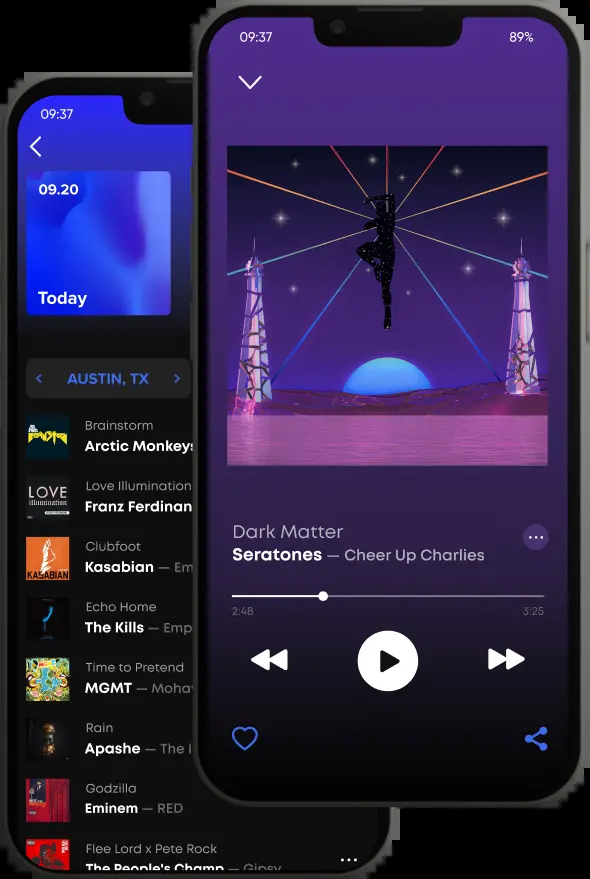 09:37
09.20
Today
AUSTIN, TX
Brainstorm
Arctic Monkeys
LOVE
illumination
Love Illumination
Franz Ferdinan
KASABIAN
Clubfoot
Kasabian — Em
Echo Home
The Kills — Emp
Time to Pretend
MGMT — Moha
Rain
Apashe — The
Godzilla
Eminem — RED
Flee Lord x Pete Rock
The People's Champ — Gipsy
09:37
89%
Dark Matter
Seratones — Cheer Up Charlies
2:48
3:25